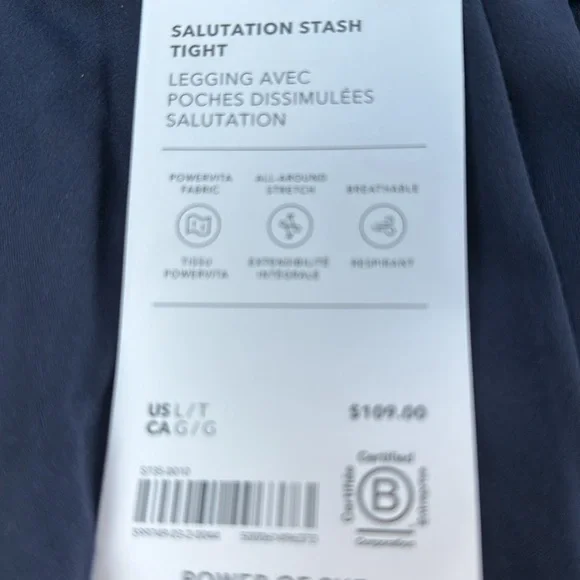 SALUTATION STASH
TIGHT
LEGGING AVEC
POCHES DISSIMULÉES
SALUTATION
POWERVITA
FABRIC
ALL-AROUND
STRETCH
BREATHABLE
TISSU
POWERVITA
EXTENSIBILITÉ
INTÉGRALE
RESPIRANT
US L/T
CA G/G
$109.00
Certified
Certifiée
B
Corporation